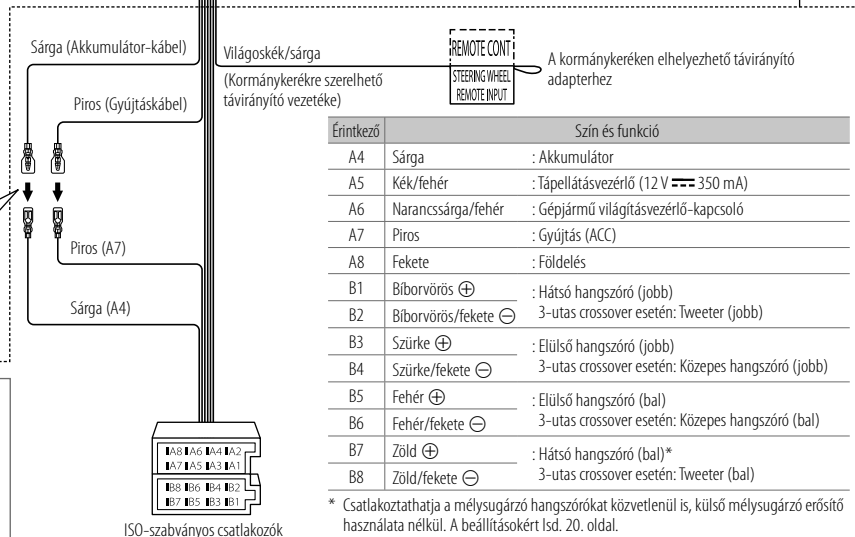 Sárga (Akkumulátor-kábel)
Világoskék/sárga
(Kormánykerékre szerelhető
távirányító vezetéke)
REMOTE CONT
STEERING WHEEL
REMOTE INPUT
A kormánykeréken elhelyezhető távirányító
adapterhez
Piros (Gyújtáskábel)
Piros (A7)
Sárga (A4)
Érintkező Szín és funkció
A4 Sárga : Akkumulátor
A5 Kék/fehér : Tápellátásvezérlő (12 V ⎓ 350 mA)
A6 Narancssárga/fehér : Gépjármű világításvezérlő-kapcsoló
A7 Piros : Gyújtás (ACC)
A8 Fekete : Földelés
B1 Bíborvörös ⊕ : Hátsó hangszóró (jobb)
B2 Bíborvörös/fekete ⊖ 3-utas crossover esetén: Tweeter (jobb)
B3 Szürke ⊕ : Elülső hangszóró (jobb)
B4 Szürke/fekete ⊖ 3-utas crossover esetén: Közepes hangszóró (jobb)
B5 Fehér ⊕ : Elülső hangszóró (bal)
B6 Fehér/fekete ⊖ 3-utas crossover esetén: Közepes hangszóró (bal)
B7 Zöld ⊕ : Hátsó hangszóró (bal)*
B8 Zöld/fekete ⊖ 3-utas crossover esetén: Tweeter (bal)
* Csatlakoztathatja a mélysugárzó hangszórókat közvetlenül is, külső mélysugárzó erősítő
használata nélkül. A beállításokért lsd. 20. oldal.
A8 A6 A4 A2
A7 A5 A3 A1
B8 B6 B4 B2
B7 B5 B3 B1
ISO-szabványos csatlakozók